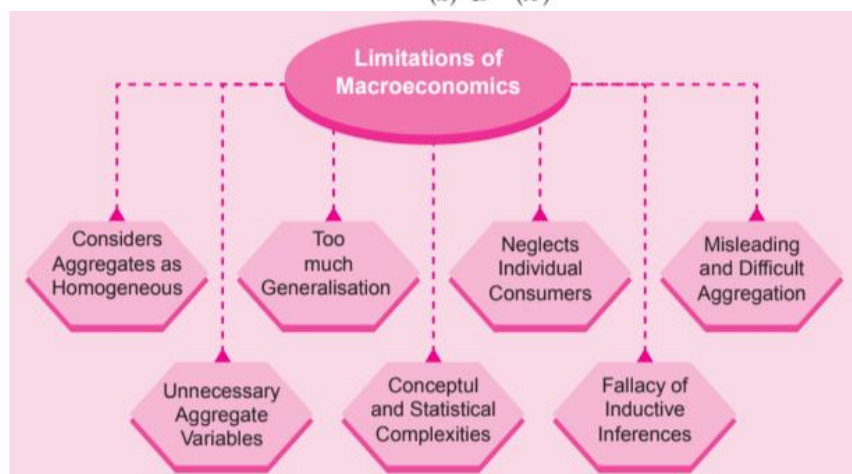 Limitations of
Macroeconomics
Considers
Aggregates as
Homogeneous
Too
much
Generalisation
Neglects
Individual
Consumers
Misleading
and Difficult
Aggregation
Unnecessary
Aggregate
Variables
Conceptul
and Statistical
Complexities
Fallacy of
Inductive
Inferences